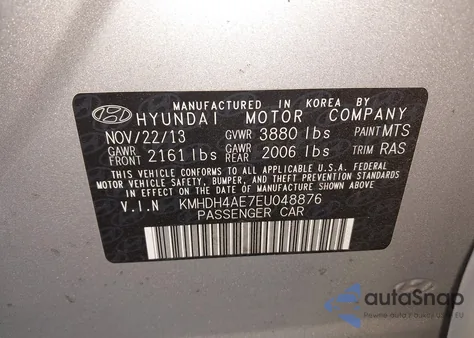 MANUFACTURED IN KOREA BY
HYUNDAI MOTOR COMPANY
NOV/22/13 GVWR 3880 lbs PAINT MTS
GAWR FRONT 2161 lbs GAWR REAR 2006 lbs TRIM RAS
THIS VEHICLE CONFORMS TO ALL APPLICABLE U.S.A. FEDERAL
MOTOR VEHICLE SAFETY, BUMPER, AND THEFT PREVENTION STANDARDS
IN EFFECT ON THE DATE OF MANUFACTURE SHOWN ABOVE.
V.I.N KMHDH4AE7EU048876
PASSENGER CAR
autoSnap
Pewne auta z